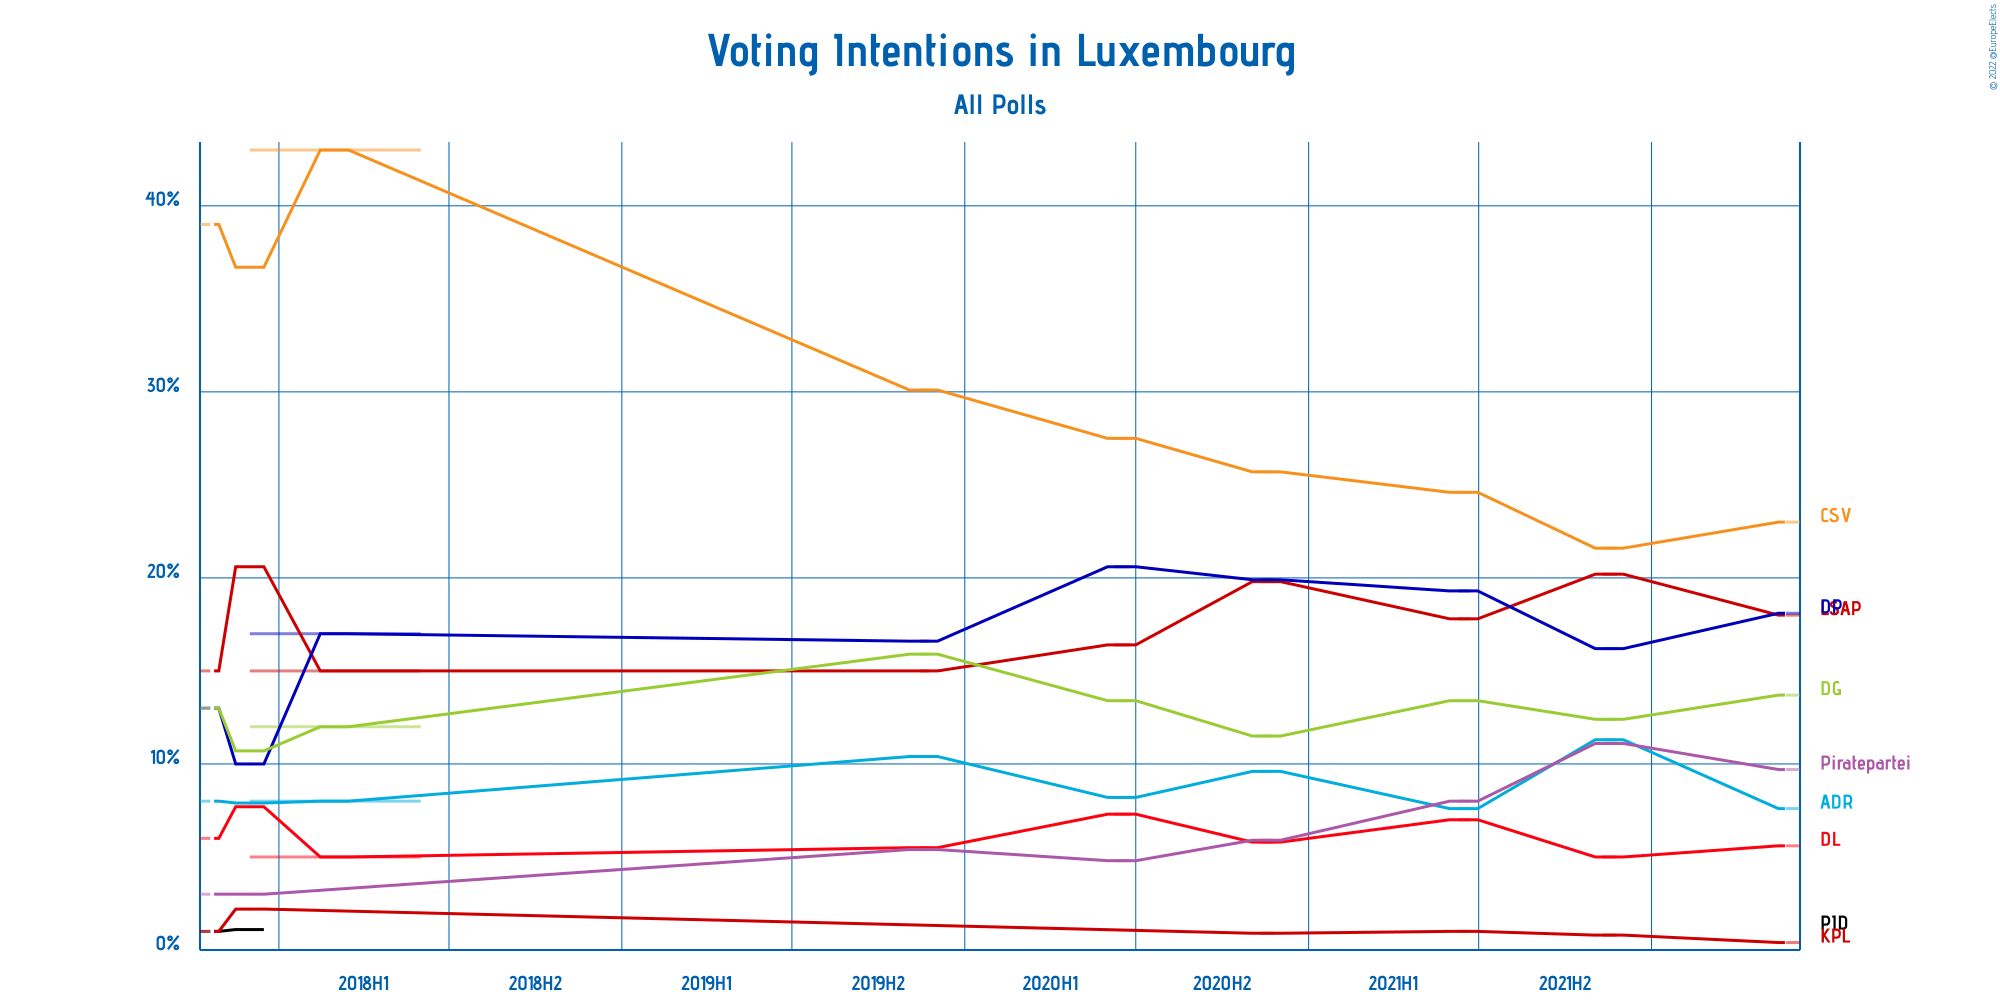 Voting Intentions in Luxembourg
All Polls
© 2022 @EuropeElects
40%
30%
20%
10%
0%
CSV
DP
LSAP
DG
Piratepartei
ADR
DL
PID
KPL
2018H1
2018H2
2019H1
2019H2
2020H1
2020H2
2021H1
2021H2